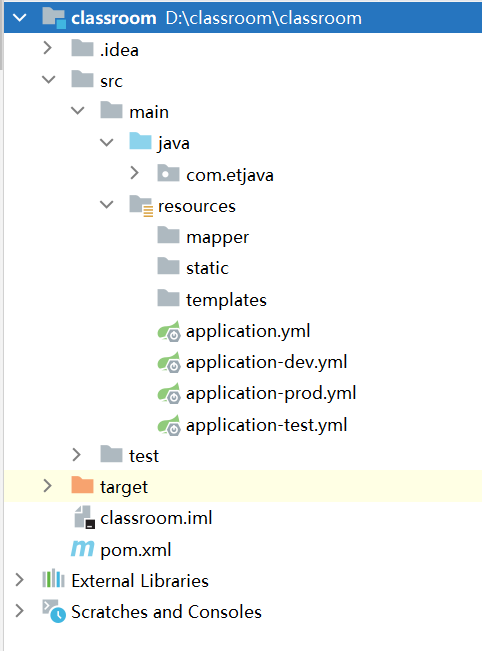 classroom D:\classroom\classroom
.idea
src
main
java
com.etjava
resources
mapper
static
templates
application.yml
application-dev.yml
application-prod.yml
application-test.yml
test
target
classroom.iml
pom.xml
External Libraries
Scratches and Consoles